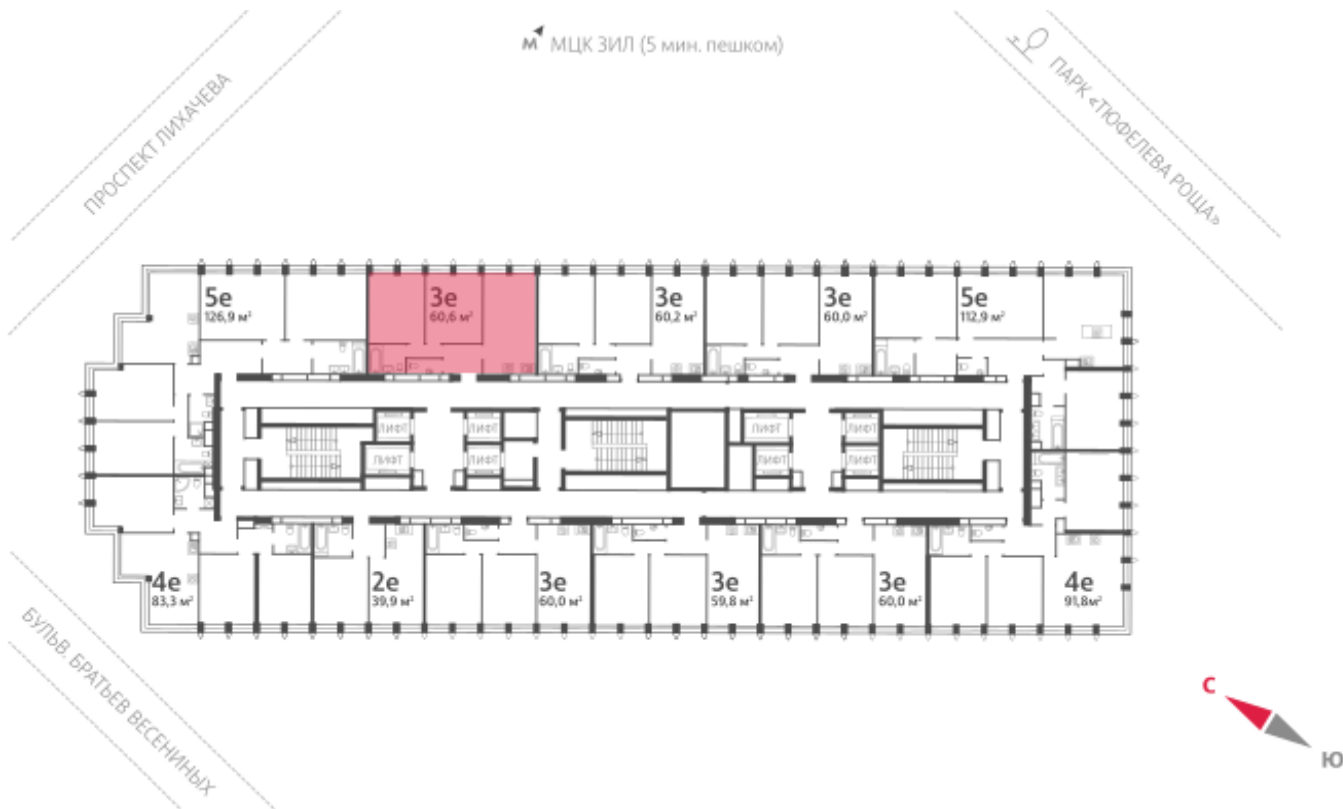 М МЦК ЗИЛ (5 мин. пешком)
ПРОСПЕКТ ЛИХАЧЕВА
ПАРК «ТЮФЕЛЕВА РОЩА»
5е
126,9 м²
3е
60,6 м²
3е
60,2 м²
3е
60,0 м²
5е
112,9 м²
ЛИФТ
ЛИФТ
ЛИФТ
ЛИФТ
ЛИФТ
ЛИФТ
ЛИФТ
ЛИФТ
4е
83,3 м²
2е
39,9 м²
3е
60,0 м²
3е
59,8 м²
3е
60,0 м²
4е
91,8м²
БУЛЬВ. БРАТЬЕВ ВЕСЕНИНЫХ
С
Ю